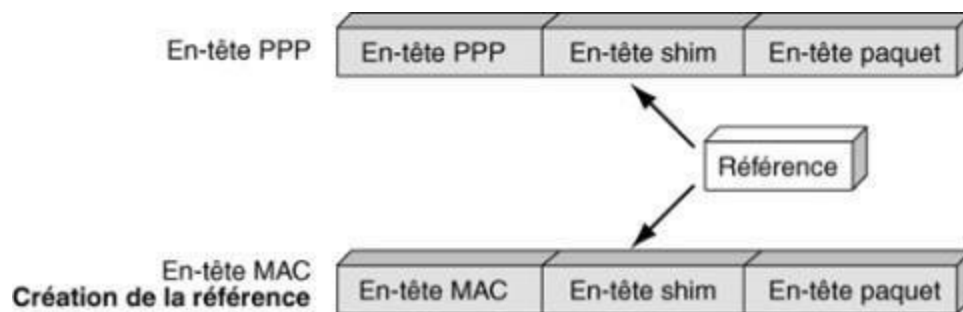 En-tête PPP En-tête PPP En-tête shim En-tête paquet
Référence
En-tête MAC
Création de la référence En-tête MAC En-tête shim En-tête paquet